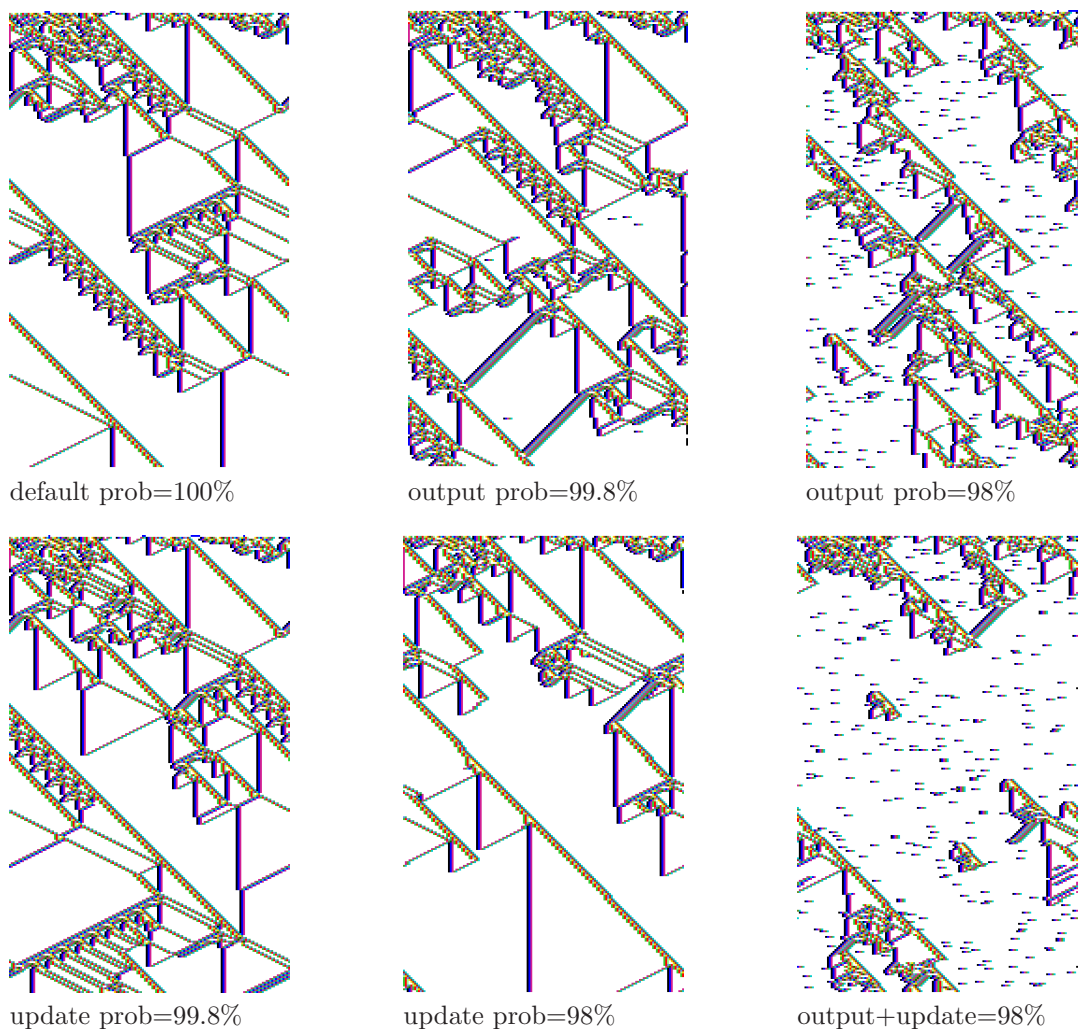 default prob=100%
output prob=99.8%
output prob=98%
update prob=99.8%
update prob=98%
output+update=98%